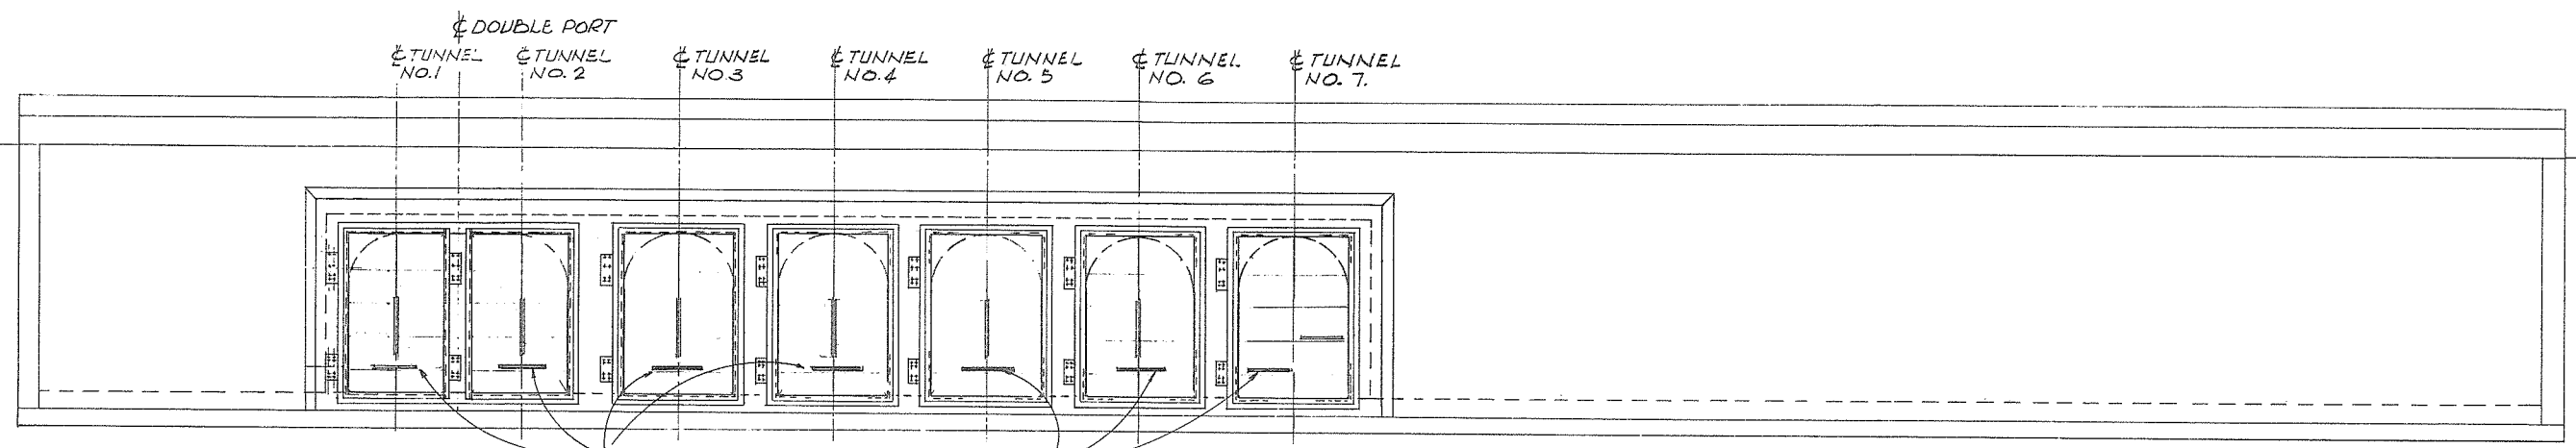 ℄ DOUBLE PORT
℄ TUNNEL
NO.1
℄ TUNNEL
NO. 2
℄ TUNNEL
NO.3
℄ TUNNEL
NO.4
℄ TUNNEL
NO. 5
℄ TUNNEL
NO. 6
℄ TUNNEL
NO. 7.